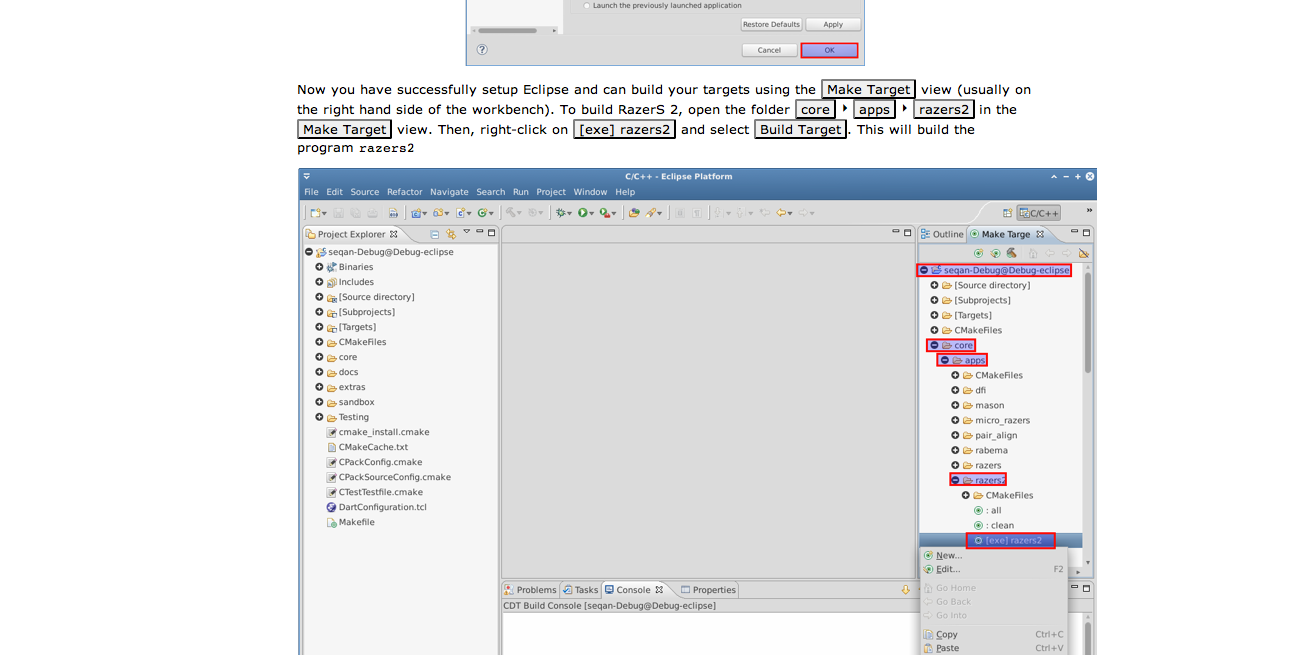 Launch the previously launched application
Restore Defaults Apply
Cancel OK
Now you have successfully setup Eclipse and can build your targets using the Make Target view (usually on
the right hand side of the workbench). To build RazerS 2, open the folder core apps razers2 in the
Make Target view. Then, right-click on [exe] razers2 and select Build Target. This will build the
program razers2
C/C++ - Eclipse Platform
File Edit Source Refactor Navigate Search Run Project Window Help
C/C++ »
Project Explorer
seqan-Debug@Debug-eclipse
Binaries
Includes
[Source directory]
[Subprojects]
[Targets]
CMakeFiles
core
docs
extras
sandbox
Testing
cmake_install.cmake
CMakeCache.txt
CPackConfig.cmake
CPackSourceConfig.cmake
CTestTestfile.cmake
DartConfiguration.tcl
Makefile
Outline Make Targe
seqan-Debug@Debug-eclipse
[Source directory]
[Subprojects]
[Targets]
CMakeFiles
core
apps
CMakeFiles
dfi
mason
micro_razers
pair_align
rabema
razers
razers2
CMakeFiles
: all
: clean
[exe] razers2
New...
Edit... F2
Go Home
Go Back
Go Into
Copy Ctrl+C
Paste Ctrl+V
Problems Tasks Console Properties
CDT Build Console [seqan-Debug@Debug-eclipse]